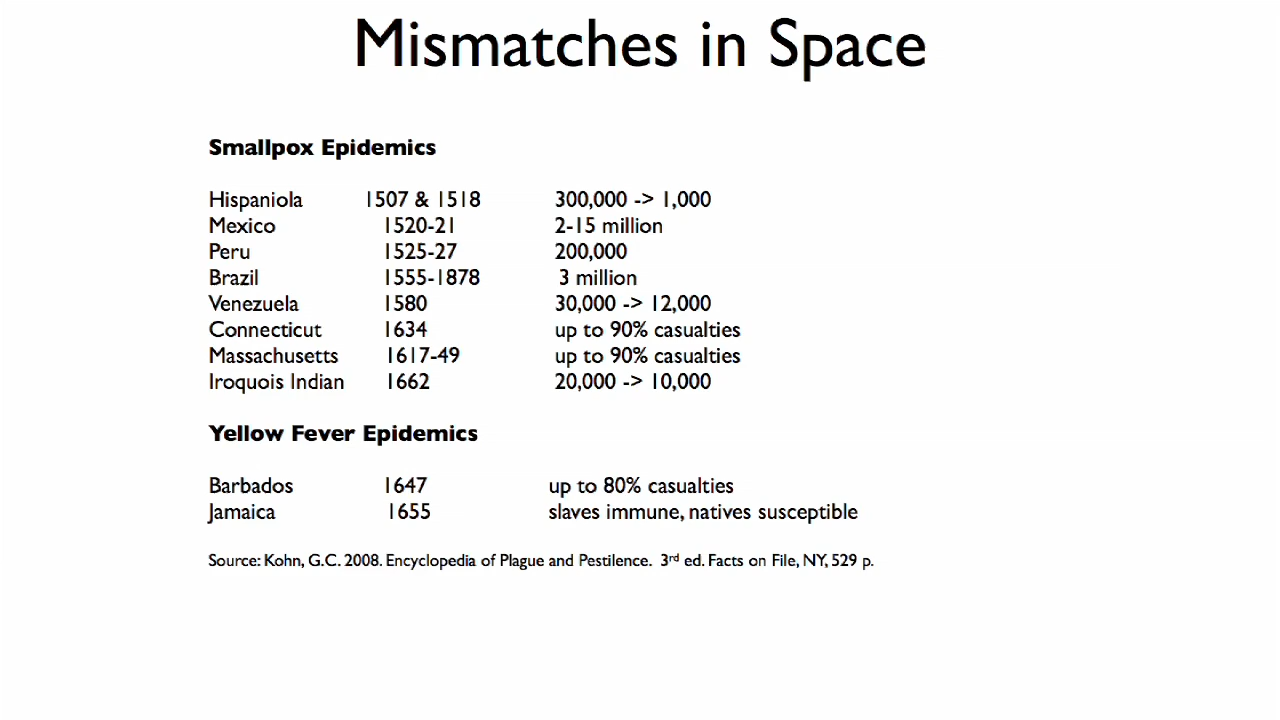 Mismatches in Space
Smallpox Epidemics
Hispaniola 1507 & 1518 300,000 -> 1,000
Mexico 1520-21 2-15 million
Peru 1525-27 200,000
Brazil 1555-1878 3 million
Venezuela 1580 30,000 -> 12,000
Connecticut 1634 up to 90% casualties
Massachusetts 1617-49 up to 90% casualties
Iroquois Indian 1662 20,000 -> 10,000
Yellow Fever Epidemics
Barbados 1647 up to 80% casualties
Jamaica 1655 slaves immune, natives susceptible
Source: Kohn, G.C. 2008. Encyclopedia of Plague and Pestilence. 3rd ed. Facts on File, NY, 529 p.